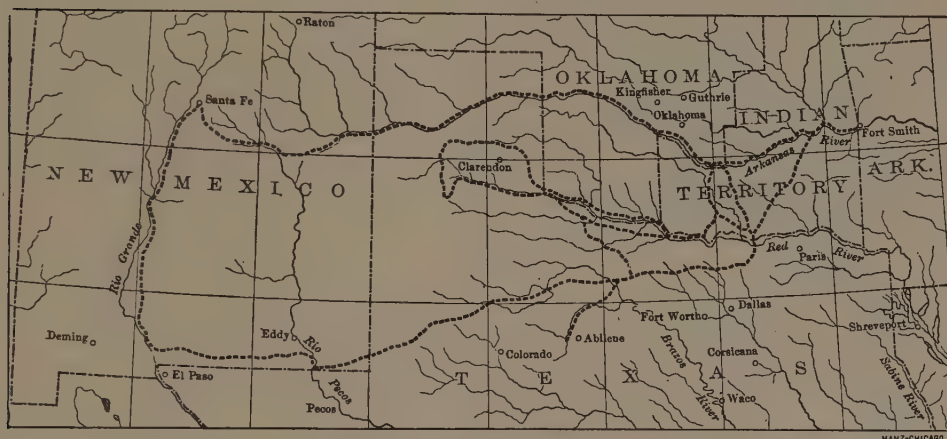 Raton
OKLAHOMA
Kingfisher
Guthrie
Santa Fe
Oklahoma
INDIAN
Fort Smith
Arkansas
River
Clarendon
NEW MEXICO
TERRITORY
ARK.
Rio Grande
Red
River
Paris
Dallas
Fort Worth
Shreveport
Deming
Eddy
Rio
Abilene
Colorado
Brazos
Corsicana
Sabine River
El Paso
Pecos
TEXAS
River
Waco
Pecos
MANZ-CHICAGO